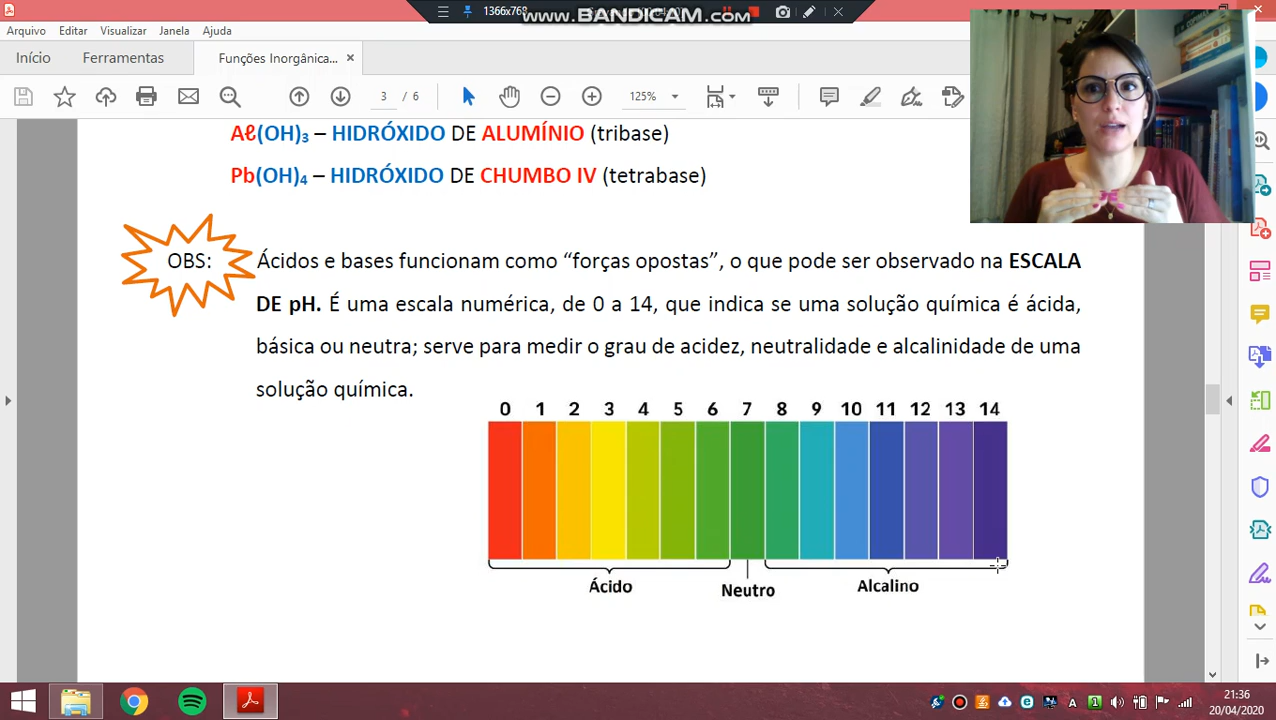 1366x768
www.BANDICAM.com
Arquivo Editar Visualizar Janela Ajuda
Início Ferramentas Funções Inorgânica... ×
3 / 6 125%
Aℓ(OH)₃ – HIDRÓXIDO DE ALUMÍNIO (tribase)
Pb(OH)₄ – HIDRÓXIDO DE CHUMBO IV (tetrabase)
OBS: Ácidos e bases funcionam como “forças opostas”, o que pode ser observado na ESCALA
DE pH. É uma escala numérica, de 0 a 14, que indica se uma solução química é ácida,
básica ou neutra; serve para medir o grau de acidez, neutralidade e alcalinidade de uma
solução química.
0 1 2 3 4 5 6 7 8 9 10 11 12 13 14
Ácido Neutro Alcalino
21:36
20/04/2020